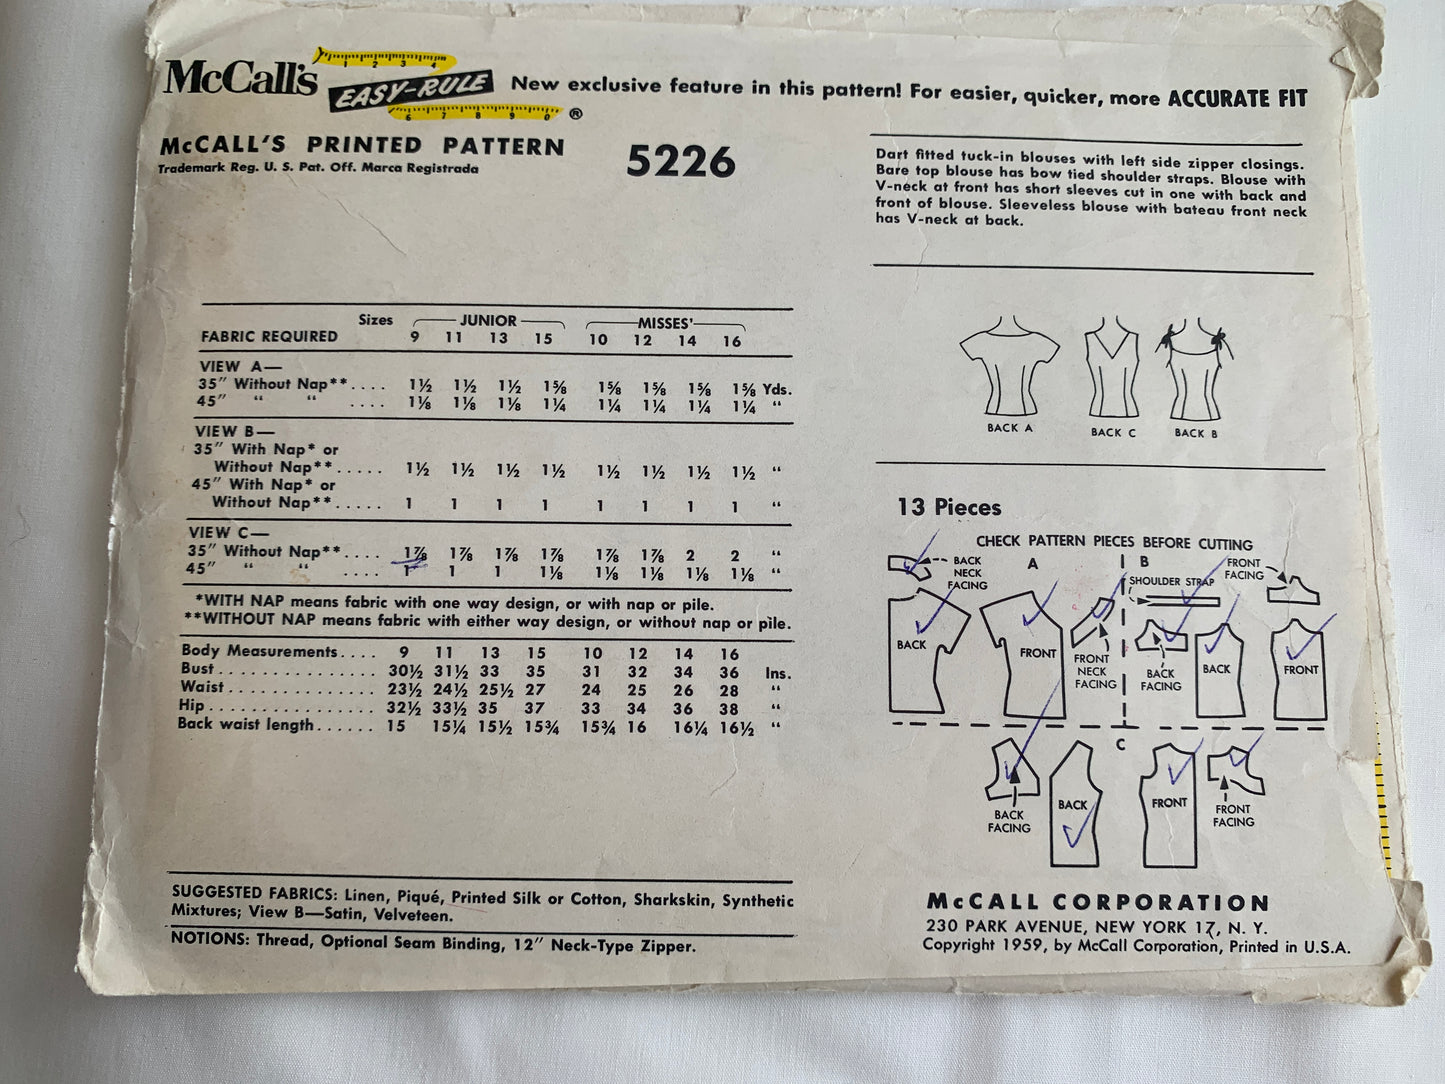 McCall's EASY-RULE ® New exclusive feature in this pattern! For easier, quicker, more ACCURATE FIT
1 2 3 4
6 7 8 9 0
McCALL'S PRINTED PATTERN 5226
Trademark Reg. U. S. Pat. Off. Marca Registrada
Dart fitted tuck-in blouses with left side zipper closings.
Bare top blouse has bow tied shoulder straps. Blouse with
V-neck at front has short sleeves cut in one with back and
front of blouse. Sleeveless blouse with bateau front neck
has V-neck at back.
Sizes JUNIOR MISSES'
FABRIC REQUIRED 9 11 13 15 10 12 14 16
VIEW A—
35" Without Nap**.... 1½ 1½ 1½ 1⅝ 1⅝ 1⅝ 1⅝ 1⅝ Yds.
45" “ “ .... 1⅛ 1⅛ 1⅛ 1¼ 1¼ 1¼ 1¼ 1¼ “
VIEW B—
35" With Nap* or
Without Nap**..... 1½ 1½ 1½ 1½ 1½ 1½ 1½ 1½ “
45" With Nap* or
Without Nap**..... 1 1 1 1 1 1 1 1 “
VIEW C—
35" Without Nap**.... 1⅞ 1⅞ 1⅞ 1⅞ 1⅞ 1⅞ 2 2 “
45" “ “ .... 1 1 1 1⅛ 1⅛ 1⅛ 1⅛ 1⅛ “
*WITH NAP means fabric with one way design, or with nap or pile.
**WITHOUT NAP means fabric with either way design, or without nap or pile.
Body Measurements.... 9 11 13 15 10 12 14 16
Bust............... 30½ 31½ 33 35 31 32 34 36 Ins.
Waist.............. 23½ 24½ 25½ 27 24 25 26 28 “
Hip................ 32½ 33½ 35 37 33 34 36 38 “
Back waist length...... 15 15¼ 15½ 15¾ 15¾ 16 16¼ 16½ “
SUGGESTED FABRICS: Linen, Piqué, Printed Silk or Cotton, Sharkskin, Synthetic
Mixtures; View B—Satin, Velveteen.
NOTIONS: Thread, Optional Seam Binding, 12" Neck-Type Zipper.
BACK A BACK C BACK B
13 Pieces
CHECK PATTERN PIECES BEFORE CUTTING
BACK
NECK
FACING
A
B
FRONT
FACING
SHOULDER STRAP
BACK
FRONT
FRONT
NECK
FACING
BACK
FACING
BACK
FRONT
C
BACK
FACING
BACK
FRONT
FRONT
FACING
McCALL CORPORATION
230 PARK AVENUE, NEW YORK 17, N. Y.
Copyright 1959, by McCall Corporation, Printed in U.S.A.